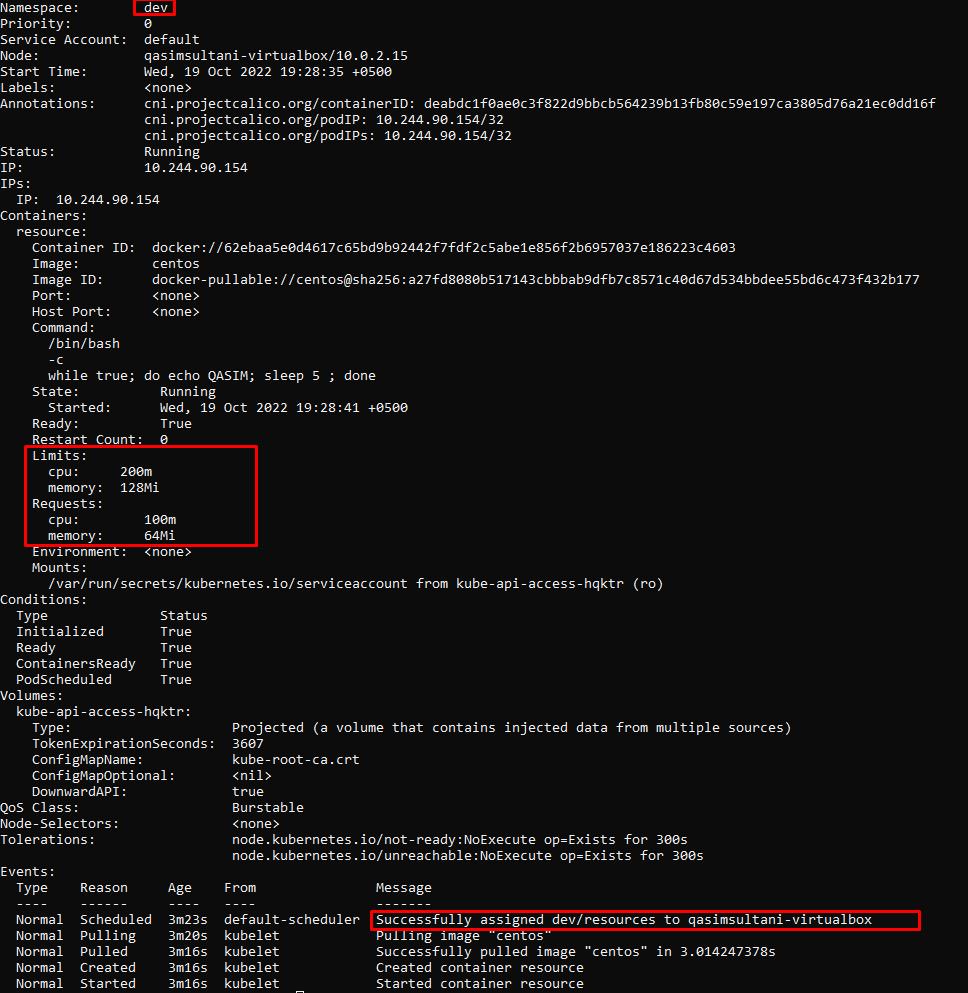 Namespace: dev
Priority: 0
Service Account: default
Node: qasimsultani-virtualbox/10.0.2.15
Start Time: Wed, 19 Oct 2022 19:28:35 +0500
Labels: <none>
Annotations: cni.projectcalico.org/containerID: deabdc1f0ae0c3f822d9bbcb564239b13fb80c59e197ca3805d76a21ec0dd16f
cni.projectcalico.org/podIP: 10.244.90.154/32
cni.projectcalico.org/podIPs: 10.244.90.154/32
Status: Running
IP: 10.244.90.154
IPs:
IP: 10.244.90.154
Containers:
resource:
Container ID: docker://62ebaa5e0d4617c65bd9b92442f7fdf2c5abe1e856f2b6957037e186223c4603
Image: centos
Image ID: docker-pullable://centos@sha256:a27fd8080b517143cbbbab9dfb7c8571c40d67d534bbdee55bd6c473f432b177
Port: <none>
Host Port: <none>
Command:
/bin/bash
-c
while true; do echo QASIM; sleep 5 ; done
State: Running
Started: Wed, 19 Oct 2022 19:28:41 +0500
Ready: True
Restart Count: 0
Limits:
cpu: 200m
memory: 128Mi
Requests:
cpu: 100m
memory: 64Mi
Environment: <none>
Mounts:
/var/run/secrets/kubernetes.io/serviceaccount from kube-api-access-hqktr (ro)
Conditions:
Type Status
Initialized True
Ready True
ContainersReady True
PodScheduled True
Volumes:
kube-api-access-hqktr:
Type: Projected (a volume that contains injected data from multiple sources)
TokenExpirationSeconds: 3607
ConfigMapName: kube-root-ca.crt
ConfigMapOptional: <nil>
DownwardAPI: true
QoS Class: Burstable
Node-Selectors: <none>
Tolerations: node.kubernetes.io/not-ready:NoExecute op=Exists for 300s
node.kubernetes.io/unreachable:NoExecute op=Exists for 300s
Events:
Type Reason Age From Message
---- ------ ---- ---- -------
Normal Scheduled 3m23s default-scheduler Successfully assigned dev/resources to qasimsultani-virtualbox
Normal Pulling 3m20s kubelet Pulling image "centos"
Normal Pulled 3m16s kubelet Successfully pulled image "centos" in 3.014247378s
Normal Created 3m16s kubelet Created container resource
Normal Started 3m16s kubelet Started container resource